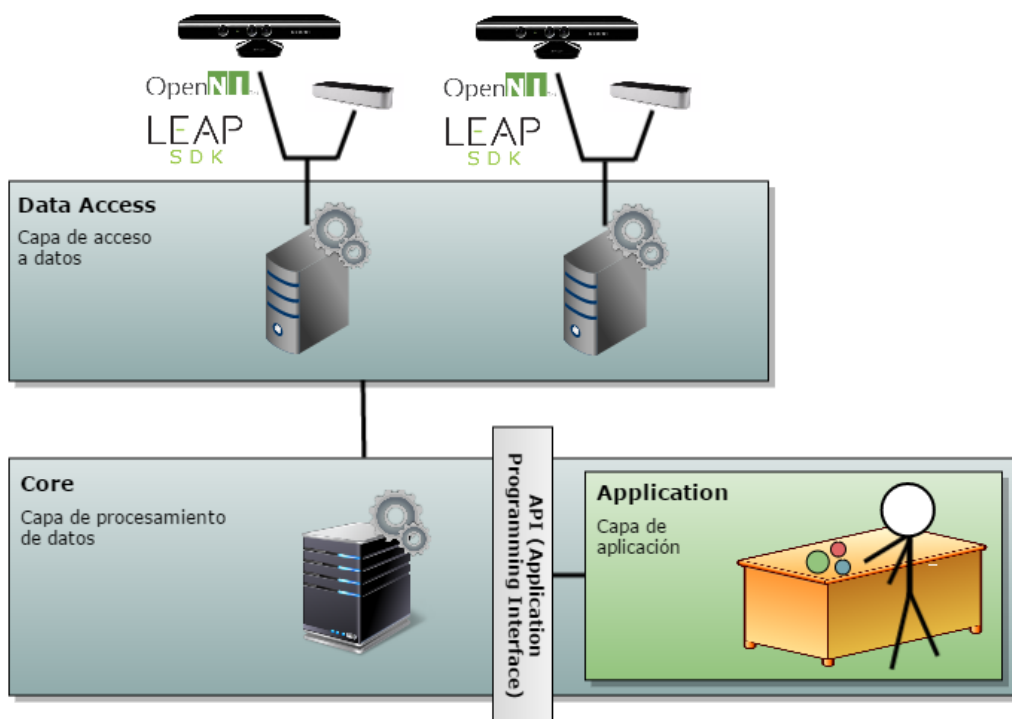 OpenNI
LEAP
SDK
OpenNI
LEAP
SDK
Data Access
Capa de acceso
a datos
Core
Capa de procesamiento
de datos
API (Application
Programming Interface)
Application
Capa de
aplicación